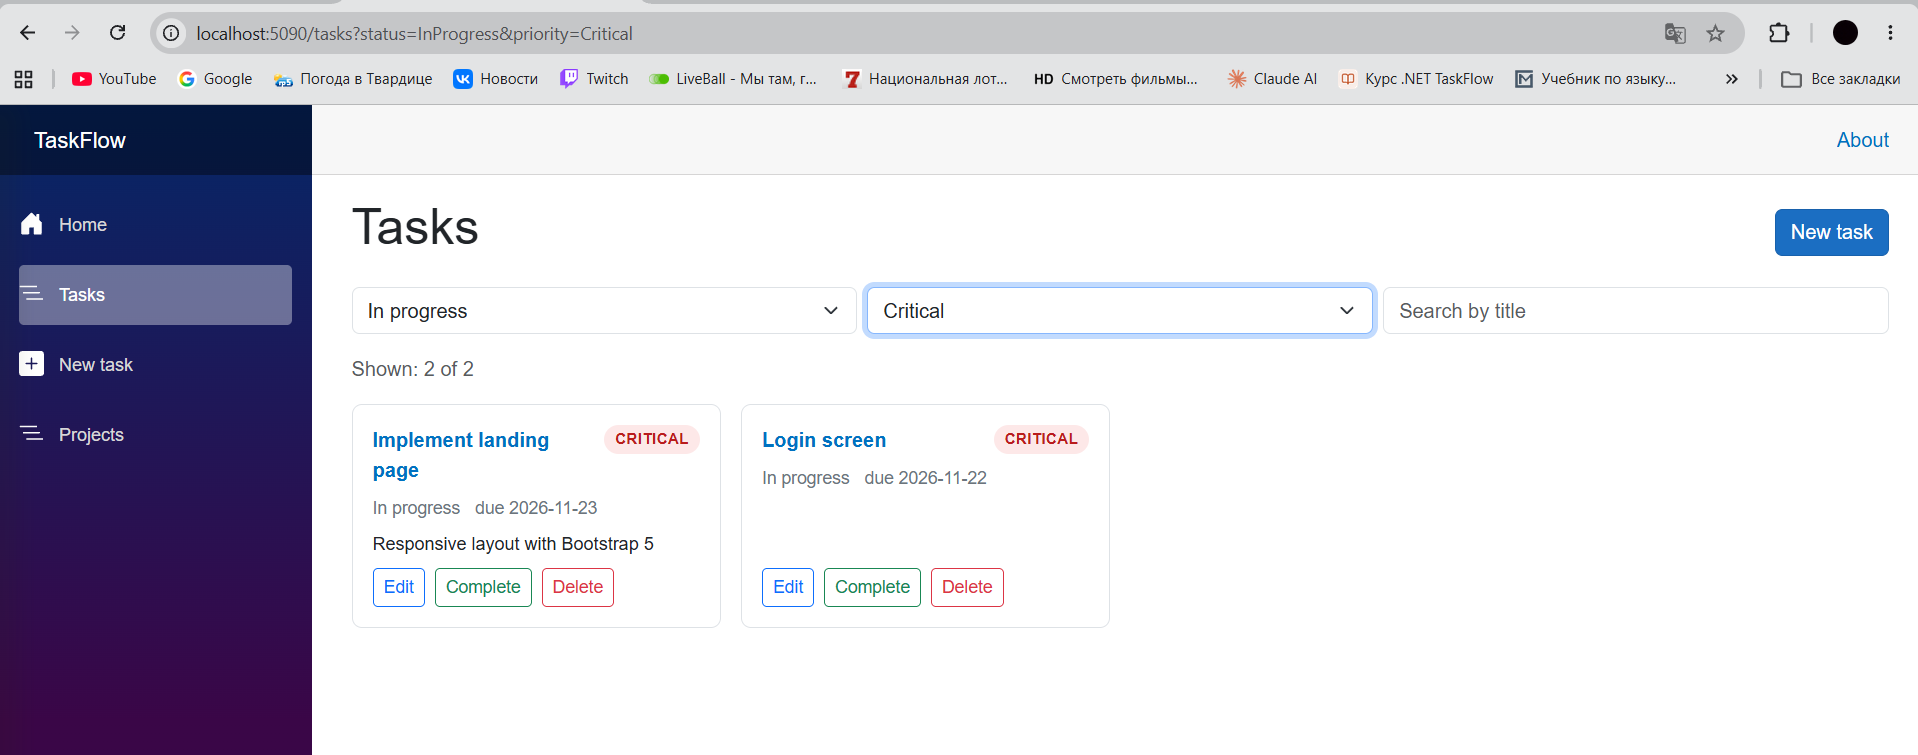 localhost:5090/tasks?status=InProgress&priority=Critical
YouTube Google Погода в Твардице Новости Twitch LiveBall - Мы там, г... Национальная лот... HD Смотреть фильмы... Claude AI Курс .NET TaskFlow Учебник по языку... » Все закладки
TaskFlow About
Home
Tasks
New task
Projects
Tasks
New task
In progress Critical Search by title
Shown: 2 of 2
Implement landing page CRITICAL
In progress due 2026-11-23
Responsive layout with Bootstrap 5
Edit Complete Delete
Login screen CRITICAL
In progress due 2026-11-22
Edit Complete Delete